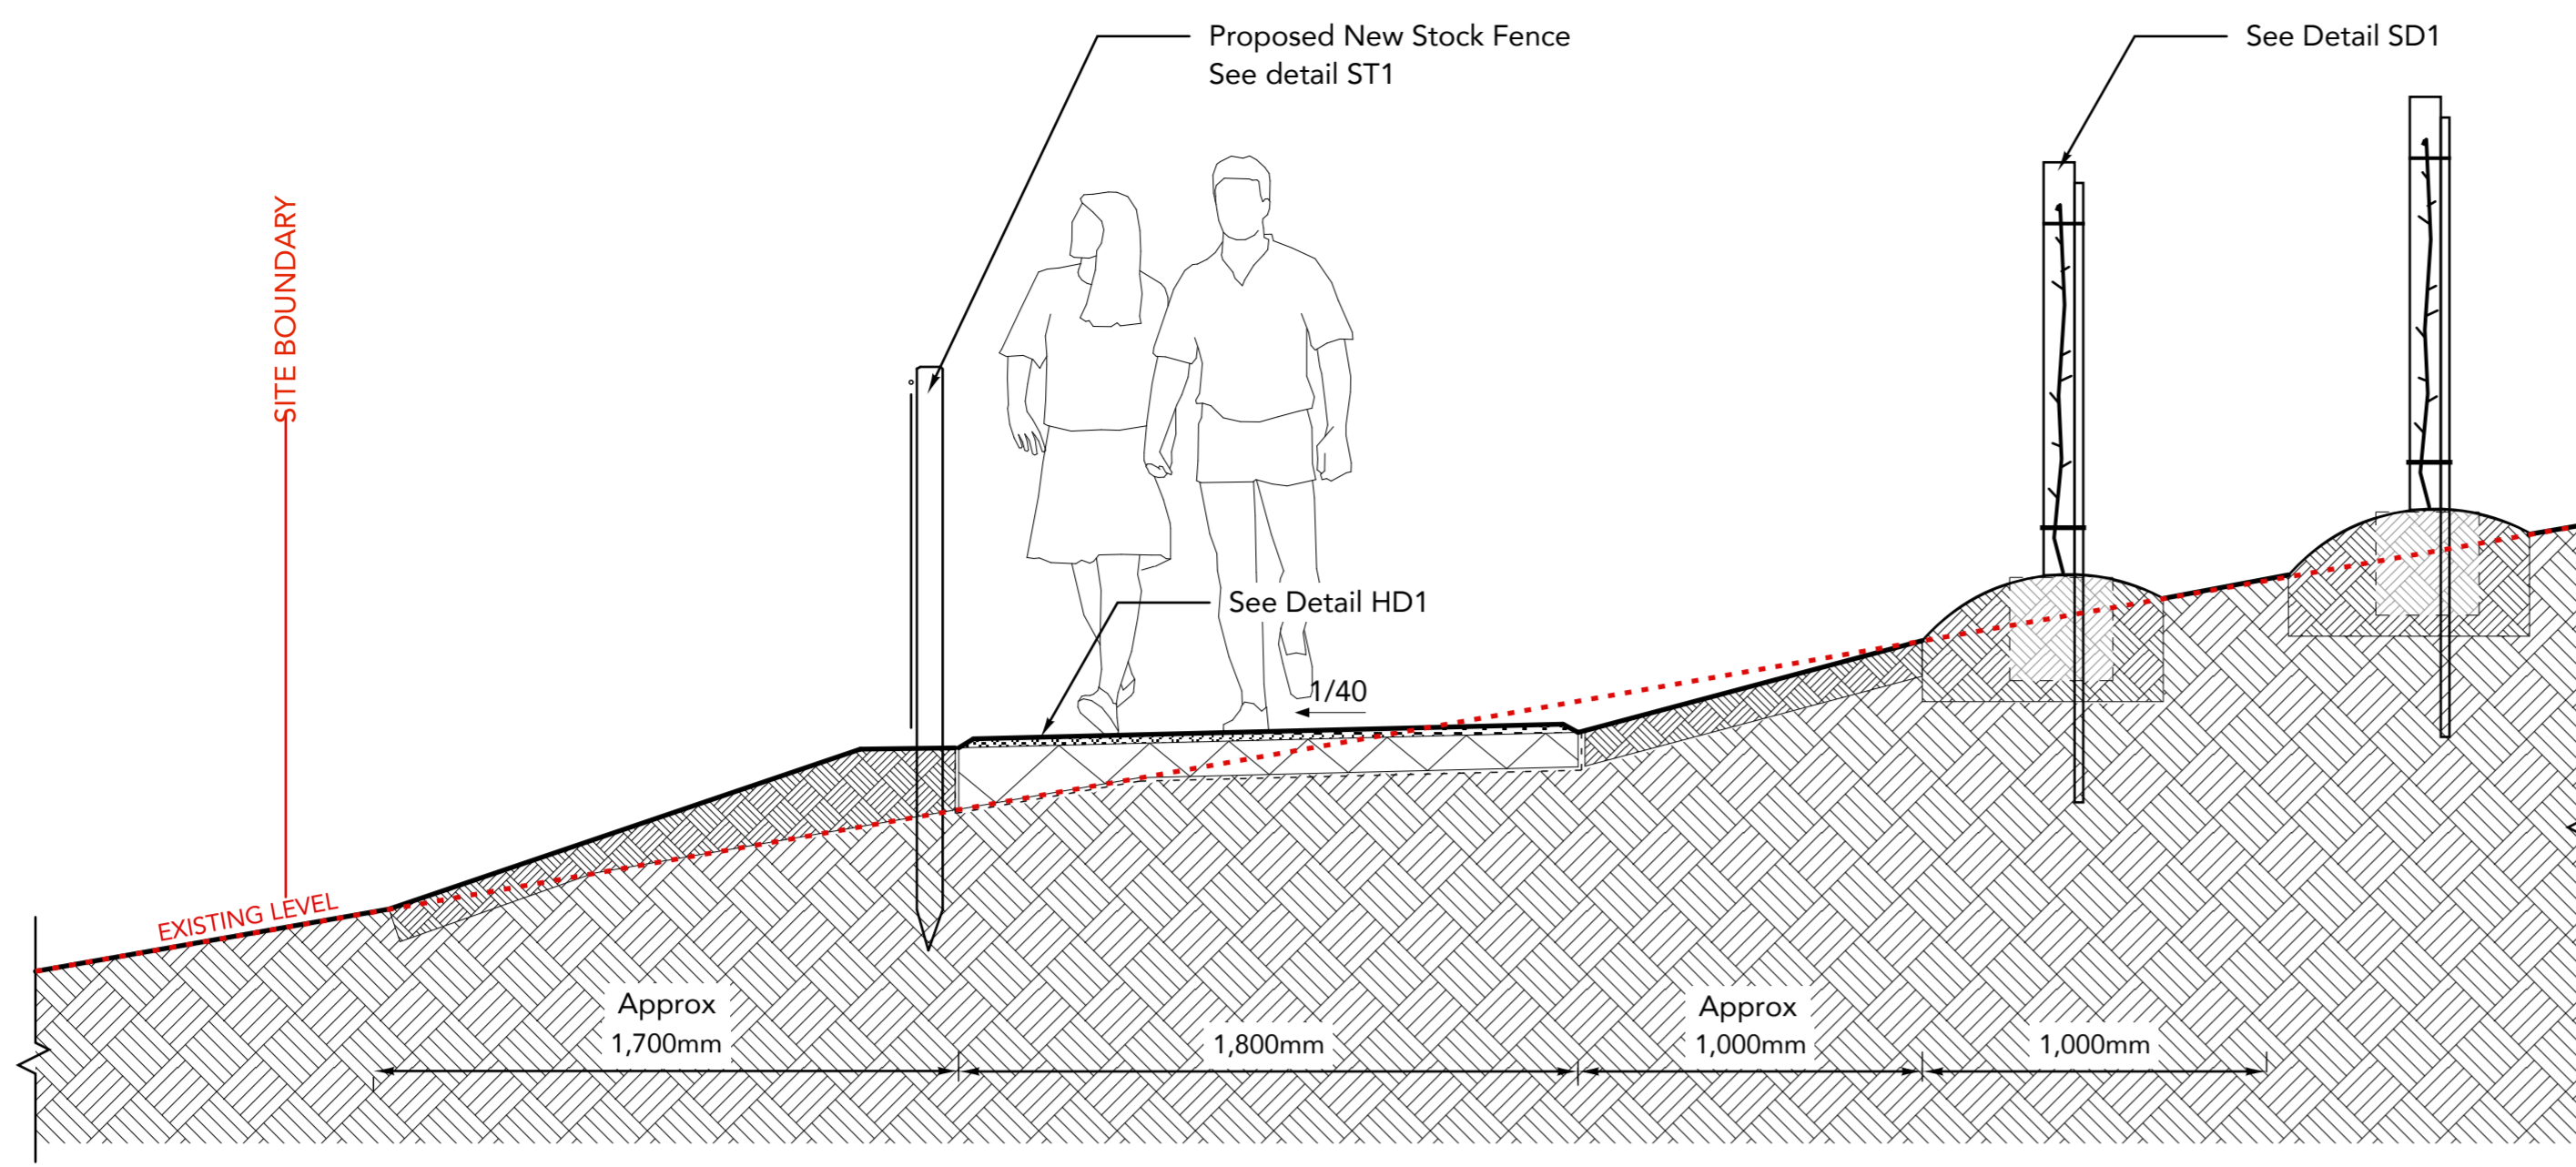 Proposed New Stock Fence
See detail ST1
See Detail SD1
SITE BOUNDARY
See Detail HD1
1/40
EXISTING LEVEL
Approx
1,700mm
1,800mm
Approx
1,000mm
1,000mm